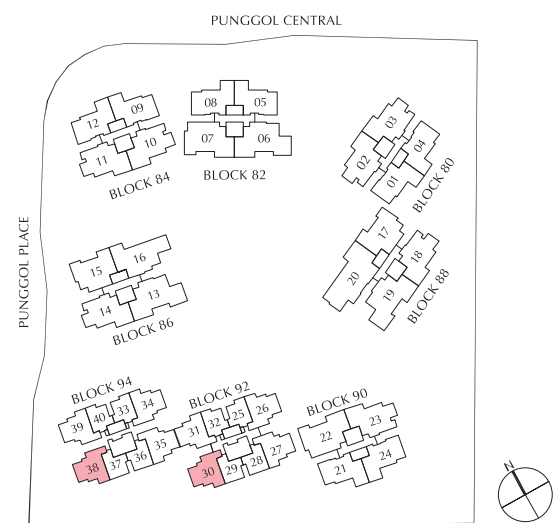 PUNGGOL CENTRAL
PUNGGOL PLACE
12 09
11 10
BLOCK 84
08 05
07 06
BLOCK 82
03
04
02
01
BLOCK 80
17
18
20
19
BLOCK 88
15 16
14 13
BLOCK 86
BLOCK 94
39 40 33 34
38 37 36 35
BLOCK 92
31 32 25 26
30 29 28 27
BLOCK 90
22 23
21 24
N